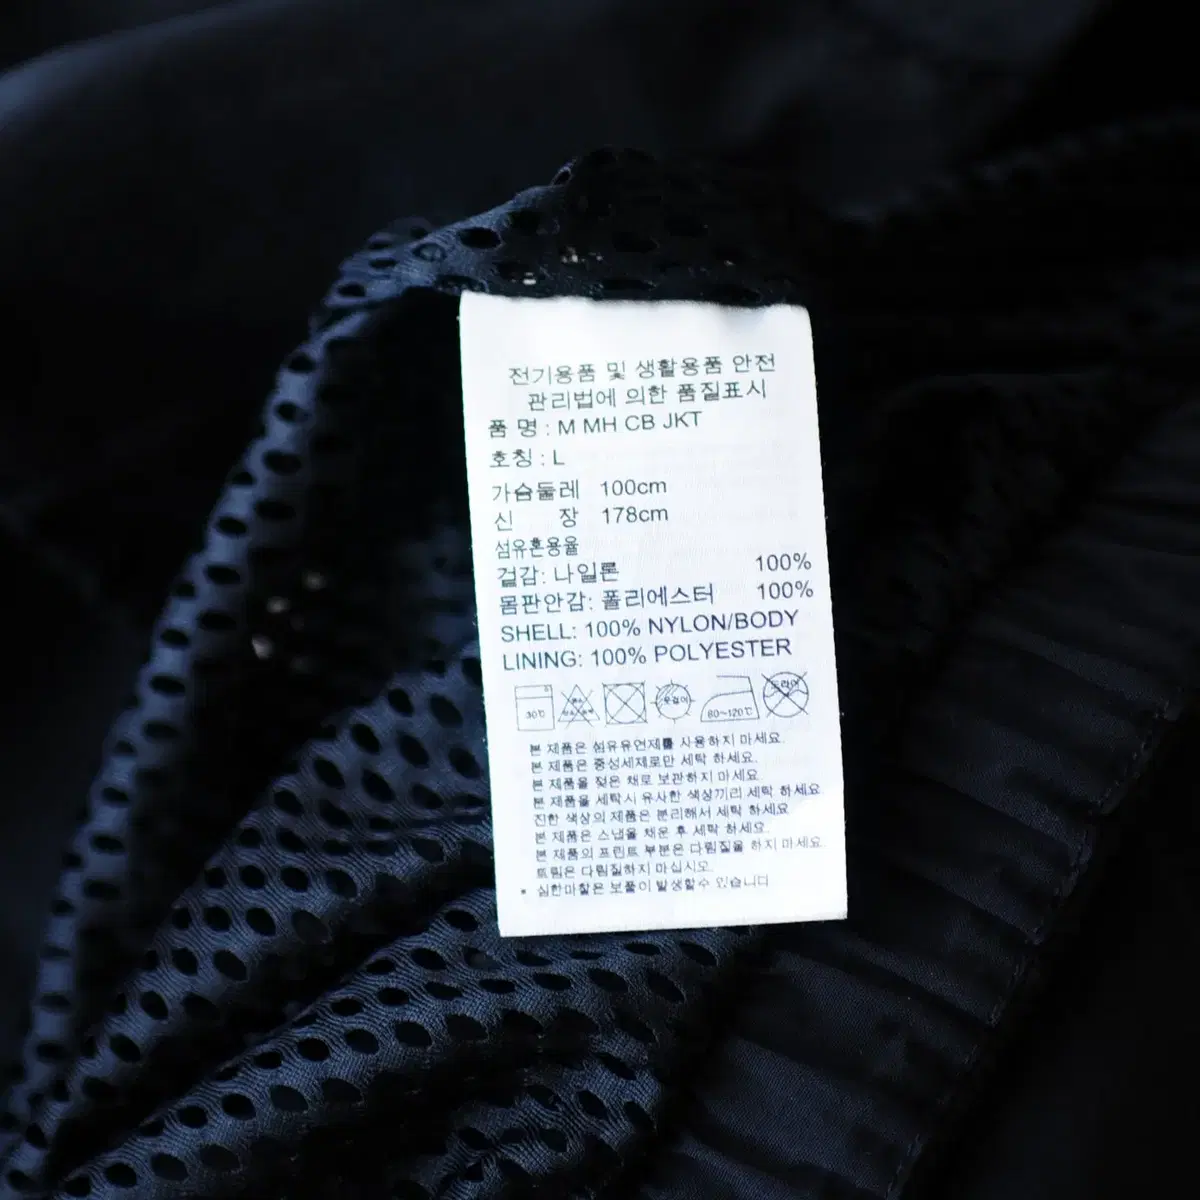 전기용품 및 생활용품 안전
관리법에 의한 품질표시
품 명 : M MH CB JKT
호칭 : L
가슴둘레 100cm
신 장 178cm
섬유혼용율
겉감: 나일론 100%
몸판안감: 폴리에스터 100%
SHELL: 100% NYLON/BODY
LINING: 100% POLYESTER
30℃ 80~120℃ 드라이
본 제품은 섬유유연제를 사용하지 마세요.
본 제품은 중성세제로만 세탁 하세요.
본 제품을 젖은 채로 보관하지 마세요.
본 제품을 세탁시 유사한 색상끼리 세탁 하세요
진한 색상의 제품은 분리해서 세탁 하세요
본 제품은 스냅을 채운 후 세탁 하세요.
본 제품의 프린트 부분은 다림질을 하지 마세요.
트림은 다림질하지 마십시오.
* 심한마찰은 보풀이 발생할수 있습니다